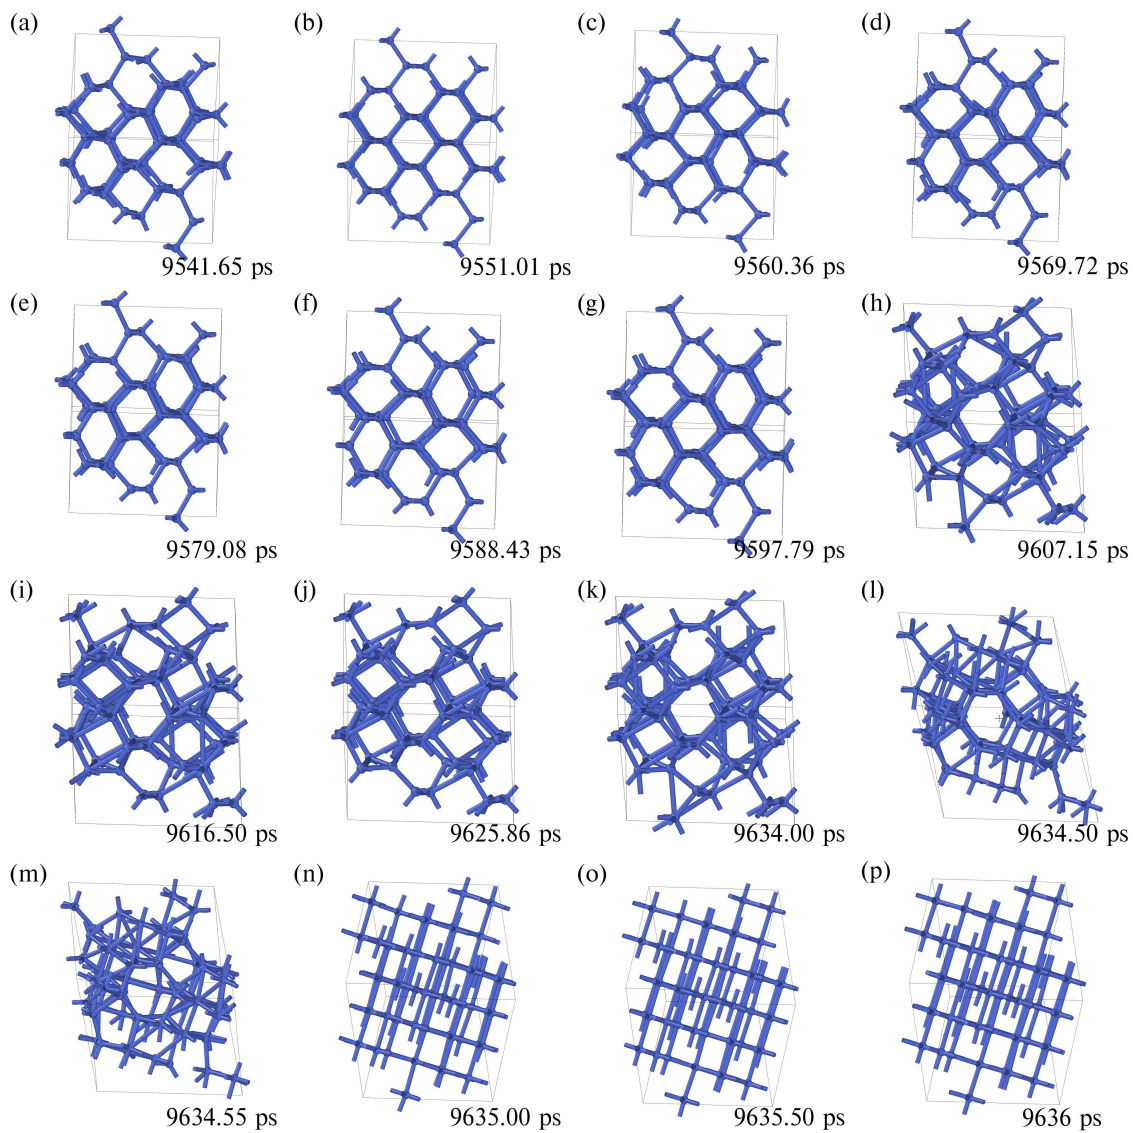 (a) (b) (c) (d)
9541.65 ps 9551.01 ps 9560.36 ps 9569.72 ps
(e) (f) (g) (h)
9579.08 ps 9588.43 ps 9597.79 ps 9607.15 ps
(i) (j) (k) (l)
9616.50 ps 9625.86 ps 9634.00 ps 9634.50 ps
(m) (n) (o) (p)
9634.55 ps 9635.00 ps 9635.50 ps 9636 ps